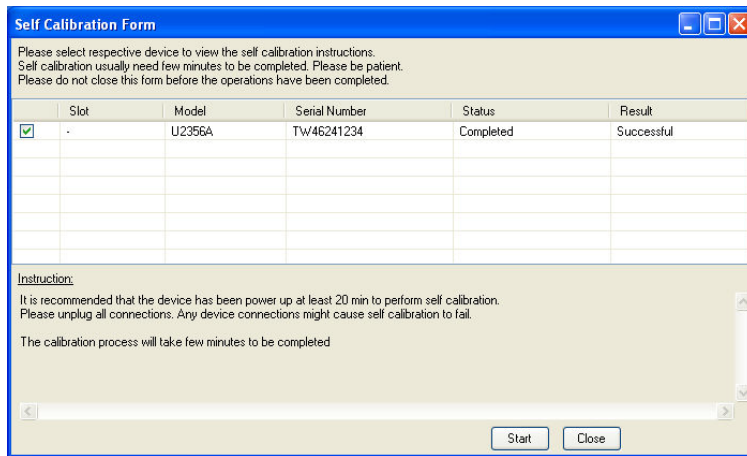 Self Calibration Form
Please select respective device to view the self calibration instructions.
Self calibration usually need few minutes to be completed. Please be patient.
Please do not close this form before the operations have been completed.
Slot Model Serial Number Status Result
- U2356A TW46241234 Completed Successful
Instruction:
It is recommended that the device has been power up at least 20 min to perform self calibration.
Please unplug all connections. Any device connections might cause self calibration to fail.
The calibration process will take few minutes to be completed
Start Close